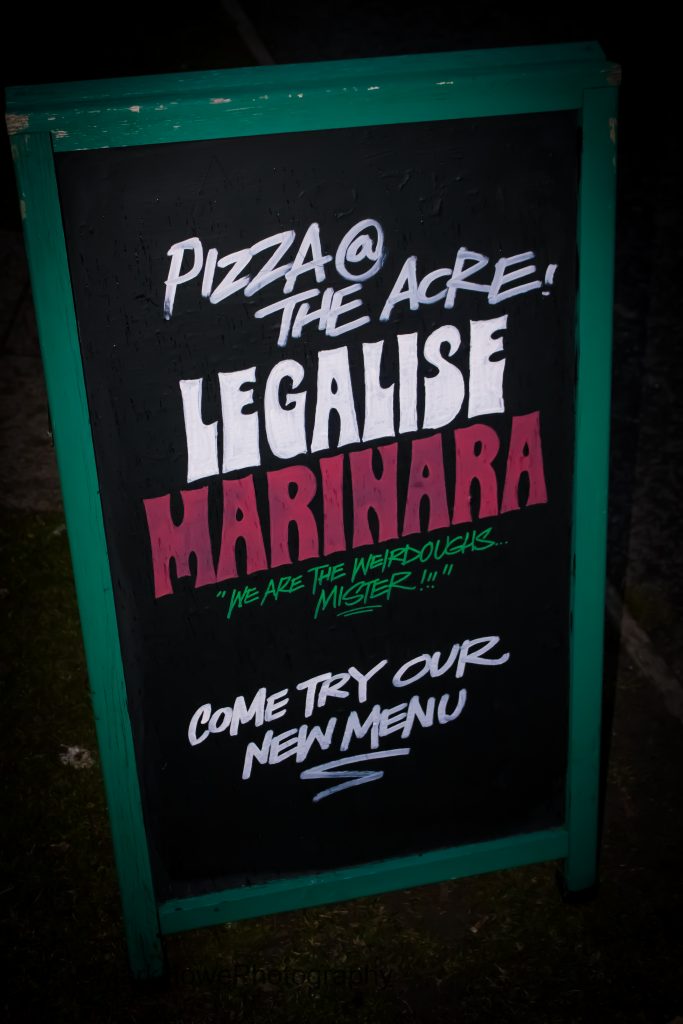 PIZZA @
THE ACRE!
LEGALISE
MARINARA
"WE ARE THE WEIRDOUGHS...
MISTER !!!"
COME TRY OUR
NEW MENU